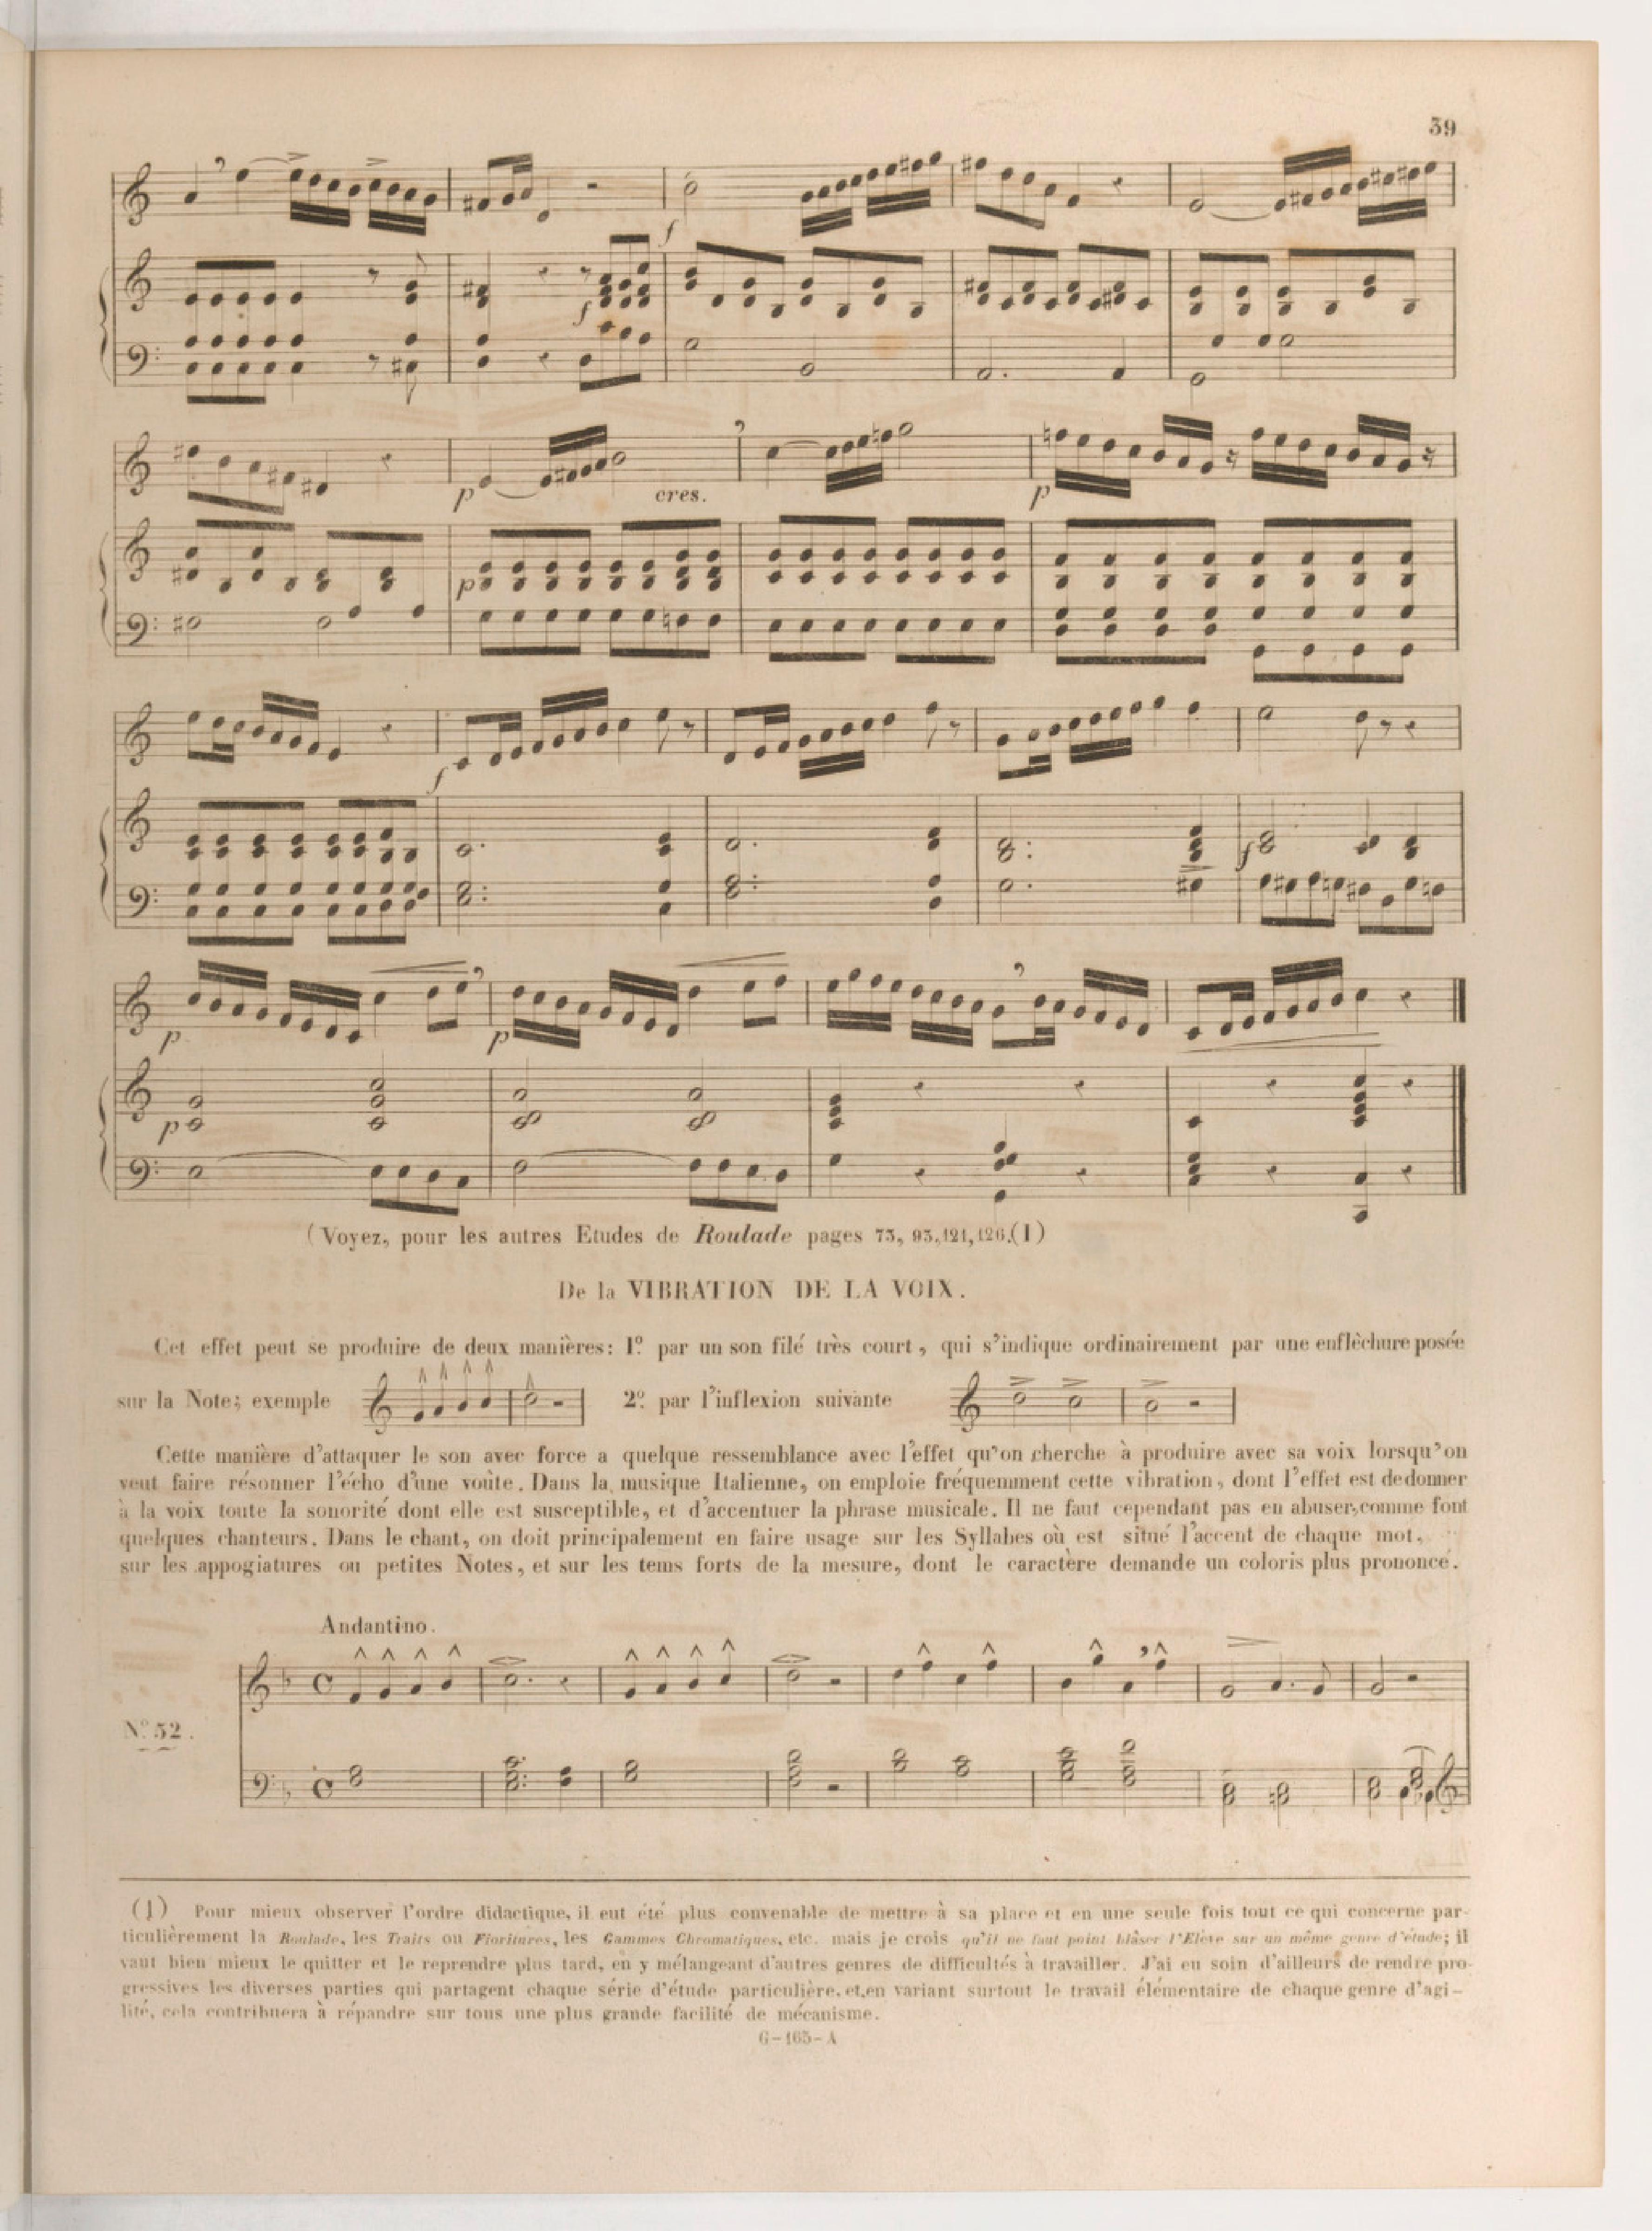 39
f
f
p
cres.
p
p
f
f
p
p
p
(Voyez, pour les autres Etudes de Roulade pages 73, 93, 121, 126.(1)
De la VIBRATION DE LA VOIX.
Cet effet peut se produire de deux manières: 1º par un son filé très court, qui s'indique ordinairement par une enflèchure posée
sur la Note; exemple 2º par l'inflexion suivante
Cette manière d'attaquer le son avec force a quelque ressemblance avec l'effet qu'on cherche à produire avec sa voix lorsqu'on
veut faire résonner l'écho d'une voûte. Dans la musique Italienne, on emploie fréquemment cette vibration, dont l'effet est de donner
à la voix toute la sonorité dont elle est susceptible, et d'accentuer la phrase musicale. Il ne faut cependant pas en abuser, comme font
quelques chanteurs. Dans le chant, on doit principalement en faire usage sur les Syllabes où est situé l'accent de chaque mot,
sur les appogiatures ou petites Notes, et sur les tems forts de la mesure, dont le caractère demande un coloris plus prononcé.
Andantino.
Nº 52.
(1) Pour mieux observer l'ordre didactique, il eut été plus convenable de mettre à sa place et en une seule fois tout ce qui concerne par-
ticulièrement la Roulade, les Traits ou Fioritures, les Gammes Chromatiques, etc. mais je crois qu'il ne faut point blâser l'Elève sur un même genre d'étude; il
vaut bien mieux le quitter et le reprendre plus tard, en y mélangeant d'autres genres de difficultés à travailler. J'ai eu soin d'ailleurs de rendre pro-
gressives les diverses parties qui partagent chaque série d'étude particulière, et, en variant surtout le travail élémentaire de chaque genre d'agi-
lité, cela contribuera à répandre sur tous une plus grande facilité de mécanisme.
G-165-A